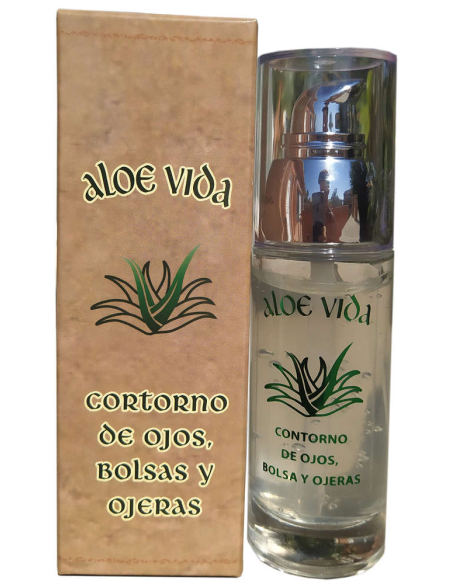 aloe vida
cortorno
de ojos,
bolsas y
ojeras
aloe vida
CONTORNO
DE OJOS,
BOLSA Y OJERAS